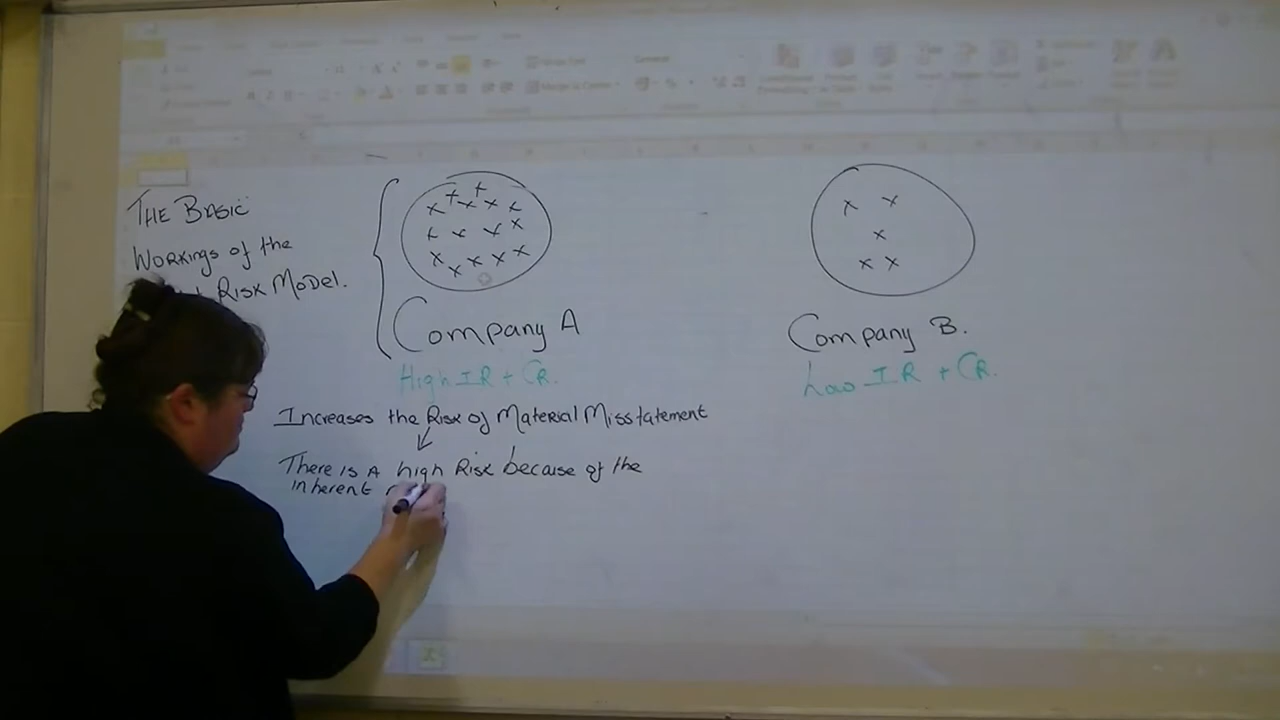 THE BASIC
WORKINGS of the
RISK MODEL.
Company A
High IR + CR.
Increases the Risk of Material Misstatement
There is A high Risk because of the
inherent r
Company B.
Low IR + CR.